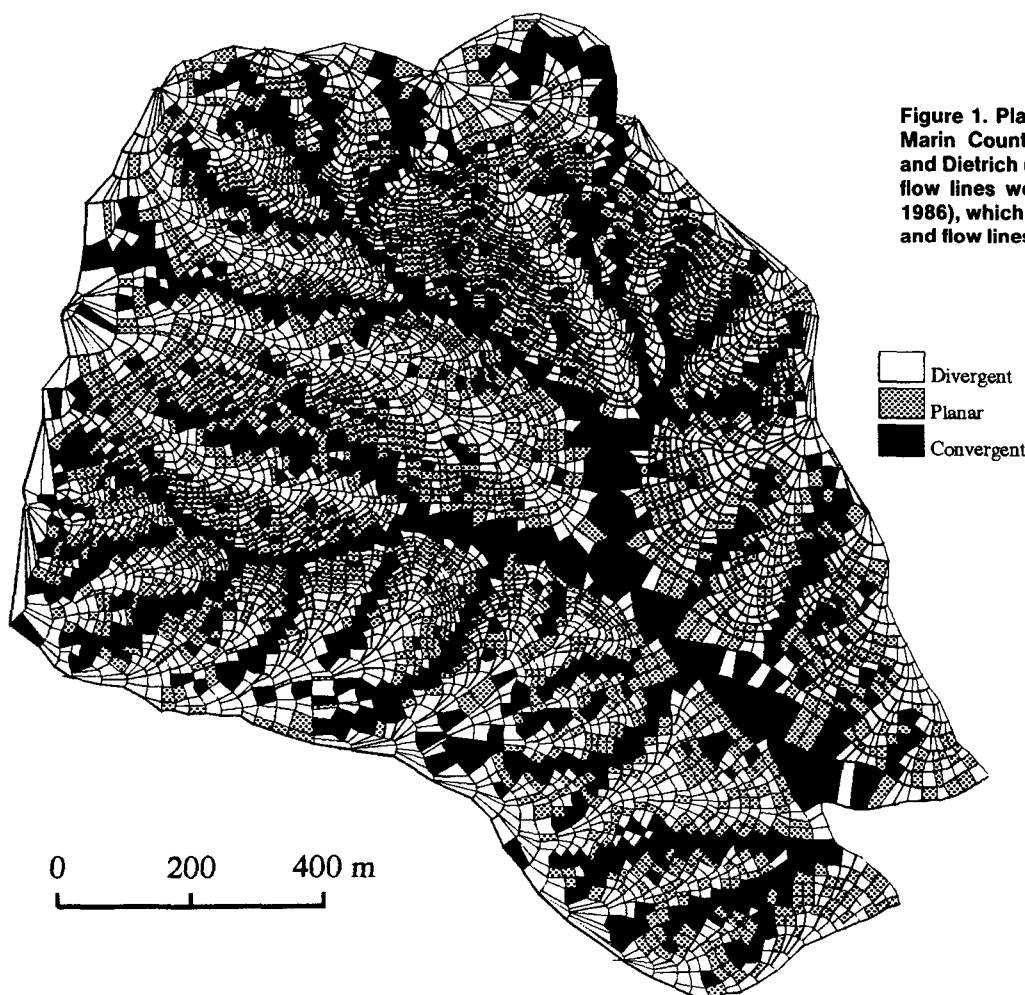 Figure 1. Pla
Marin Count
and Dietrich
flow lines we
1986), which
and flow lines
Divergent
Planar
Convergent
0 200 400 m